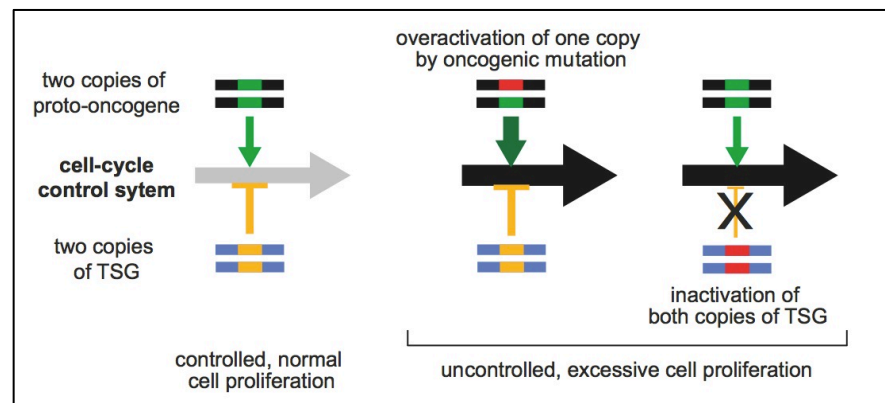 overactivation of one copy
by oncogenic mutation
two copies of
proto-oncogene
cell-cycle
control sytem
X
two copies
of TSG
inactivation of
both copies of TSG
controlled, normal
cell proliferation
uncontrolled, excessive cell proliferation